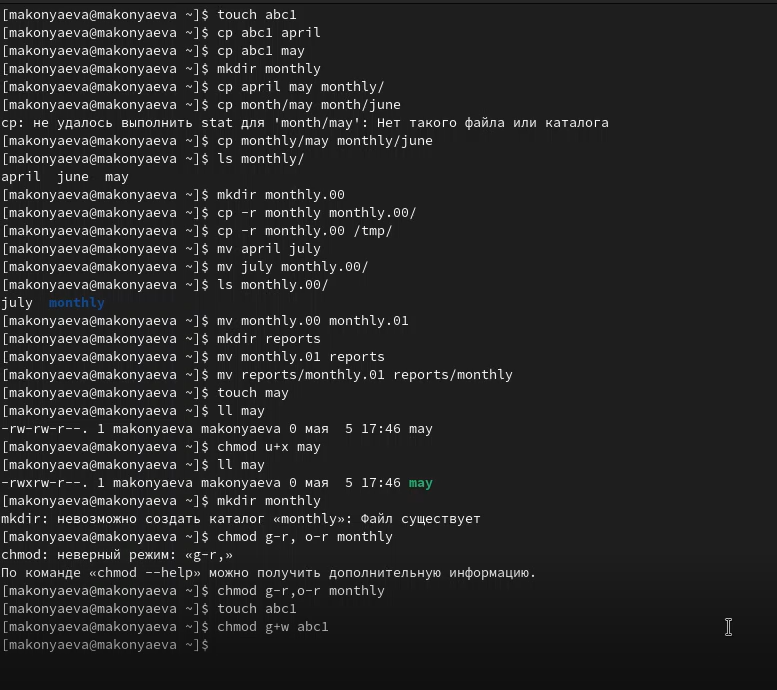 [makonyaeva@makonyaeva ~]$ touch abc1
[makonyaeva@makonyaeva ~]$ cp abc1 april
[makonyaeva@makonyaeva ~]$ cp abc1 may
[makonyaeva@makonyaeva ~]$ mkdir monthly
[makonyaeva@makonyaeva ~]$ cp april may monthly/
[makonyaeva@makonyaeva ~]$ cp month/may month/june
cp: не удалось выполнить stat для 'month/may': Нет такого файла или каталога
[makonyaeva@makonyaeva ~]$ cp monthly/may monthly/june
[makonyaeva@makonyaeva ~]$ ls monthly/
april  june  may
[makonyaeva@makonyaeva ~]$ mkdir monthly.00
[makonyaeva@makonyaeva ~]$ cp -r monthly monthly.00/
[makonyaeva@makonyaeva ~]$ cp -r monthly.00 /tmp/
[makonyaeva@makonyaeva ~]$ mv april july
[makonyaeva@makonyaeva ~]$ mv july monthly.00/
[makonyaeva@makonyaeva ~]$ ls monthly.00/
july  monthly
[makonyaeva@makonyaeva ~]$ mv monthly.00 monthly.01
[makonyaeva@makonyaeva ~]$ mkdir reports
[makonyaeva@makonyaeva ~]$ mv monthly.01 reports
[makonyaeva@makonyaeva ~]$ mv reports/monthly.01 reports/monthly
[makonyaeva@makonyaeva ~]$ touch may
[makonyaeva@makonyaeva ~]$ ll may
-rw-rw-r--. 1 makonyaeva makonyaeva 0 мая  5 17:46 may
[makonyaeva@makonyaeva ~]$ chmod u+x may
[makonyaeva@makonyaeva ~]$ ll may
-rwxrw-r--. 1 makonyaeva makonyaeva 0 мая  5 17:46 may
[makonyaeva@makonyaeva ~]$ mkdir monthly
mkdir: невозможно создать каталог «monthly»: Файл существует
[makonyaeva@makonyaeva ~]$ chmod g-r, o-r monthly
chmod: неверный режим: «g-r,»
По команде «chmod --help» можно получить дополнительную информацию.
[makonyaeva@makonyaeva ~]$ chmod g-r,o-r monthly
[makonyaeva@makonyaeva ~]$ touch abc1
[makonyaeva@makonyaeva ~]$ chmod g+w abc1
[makonyaeva@makonyaeva ~]$